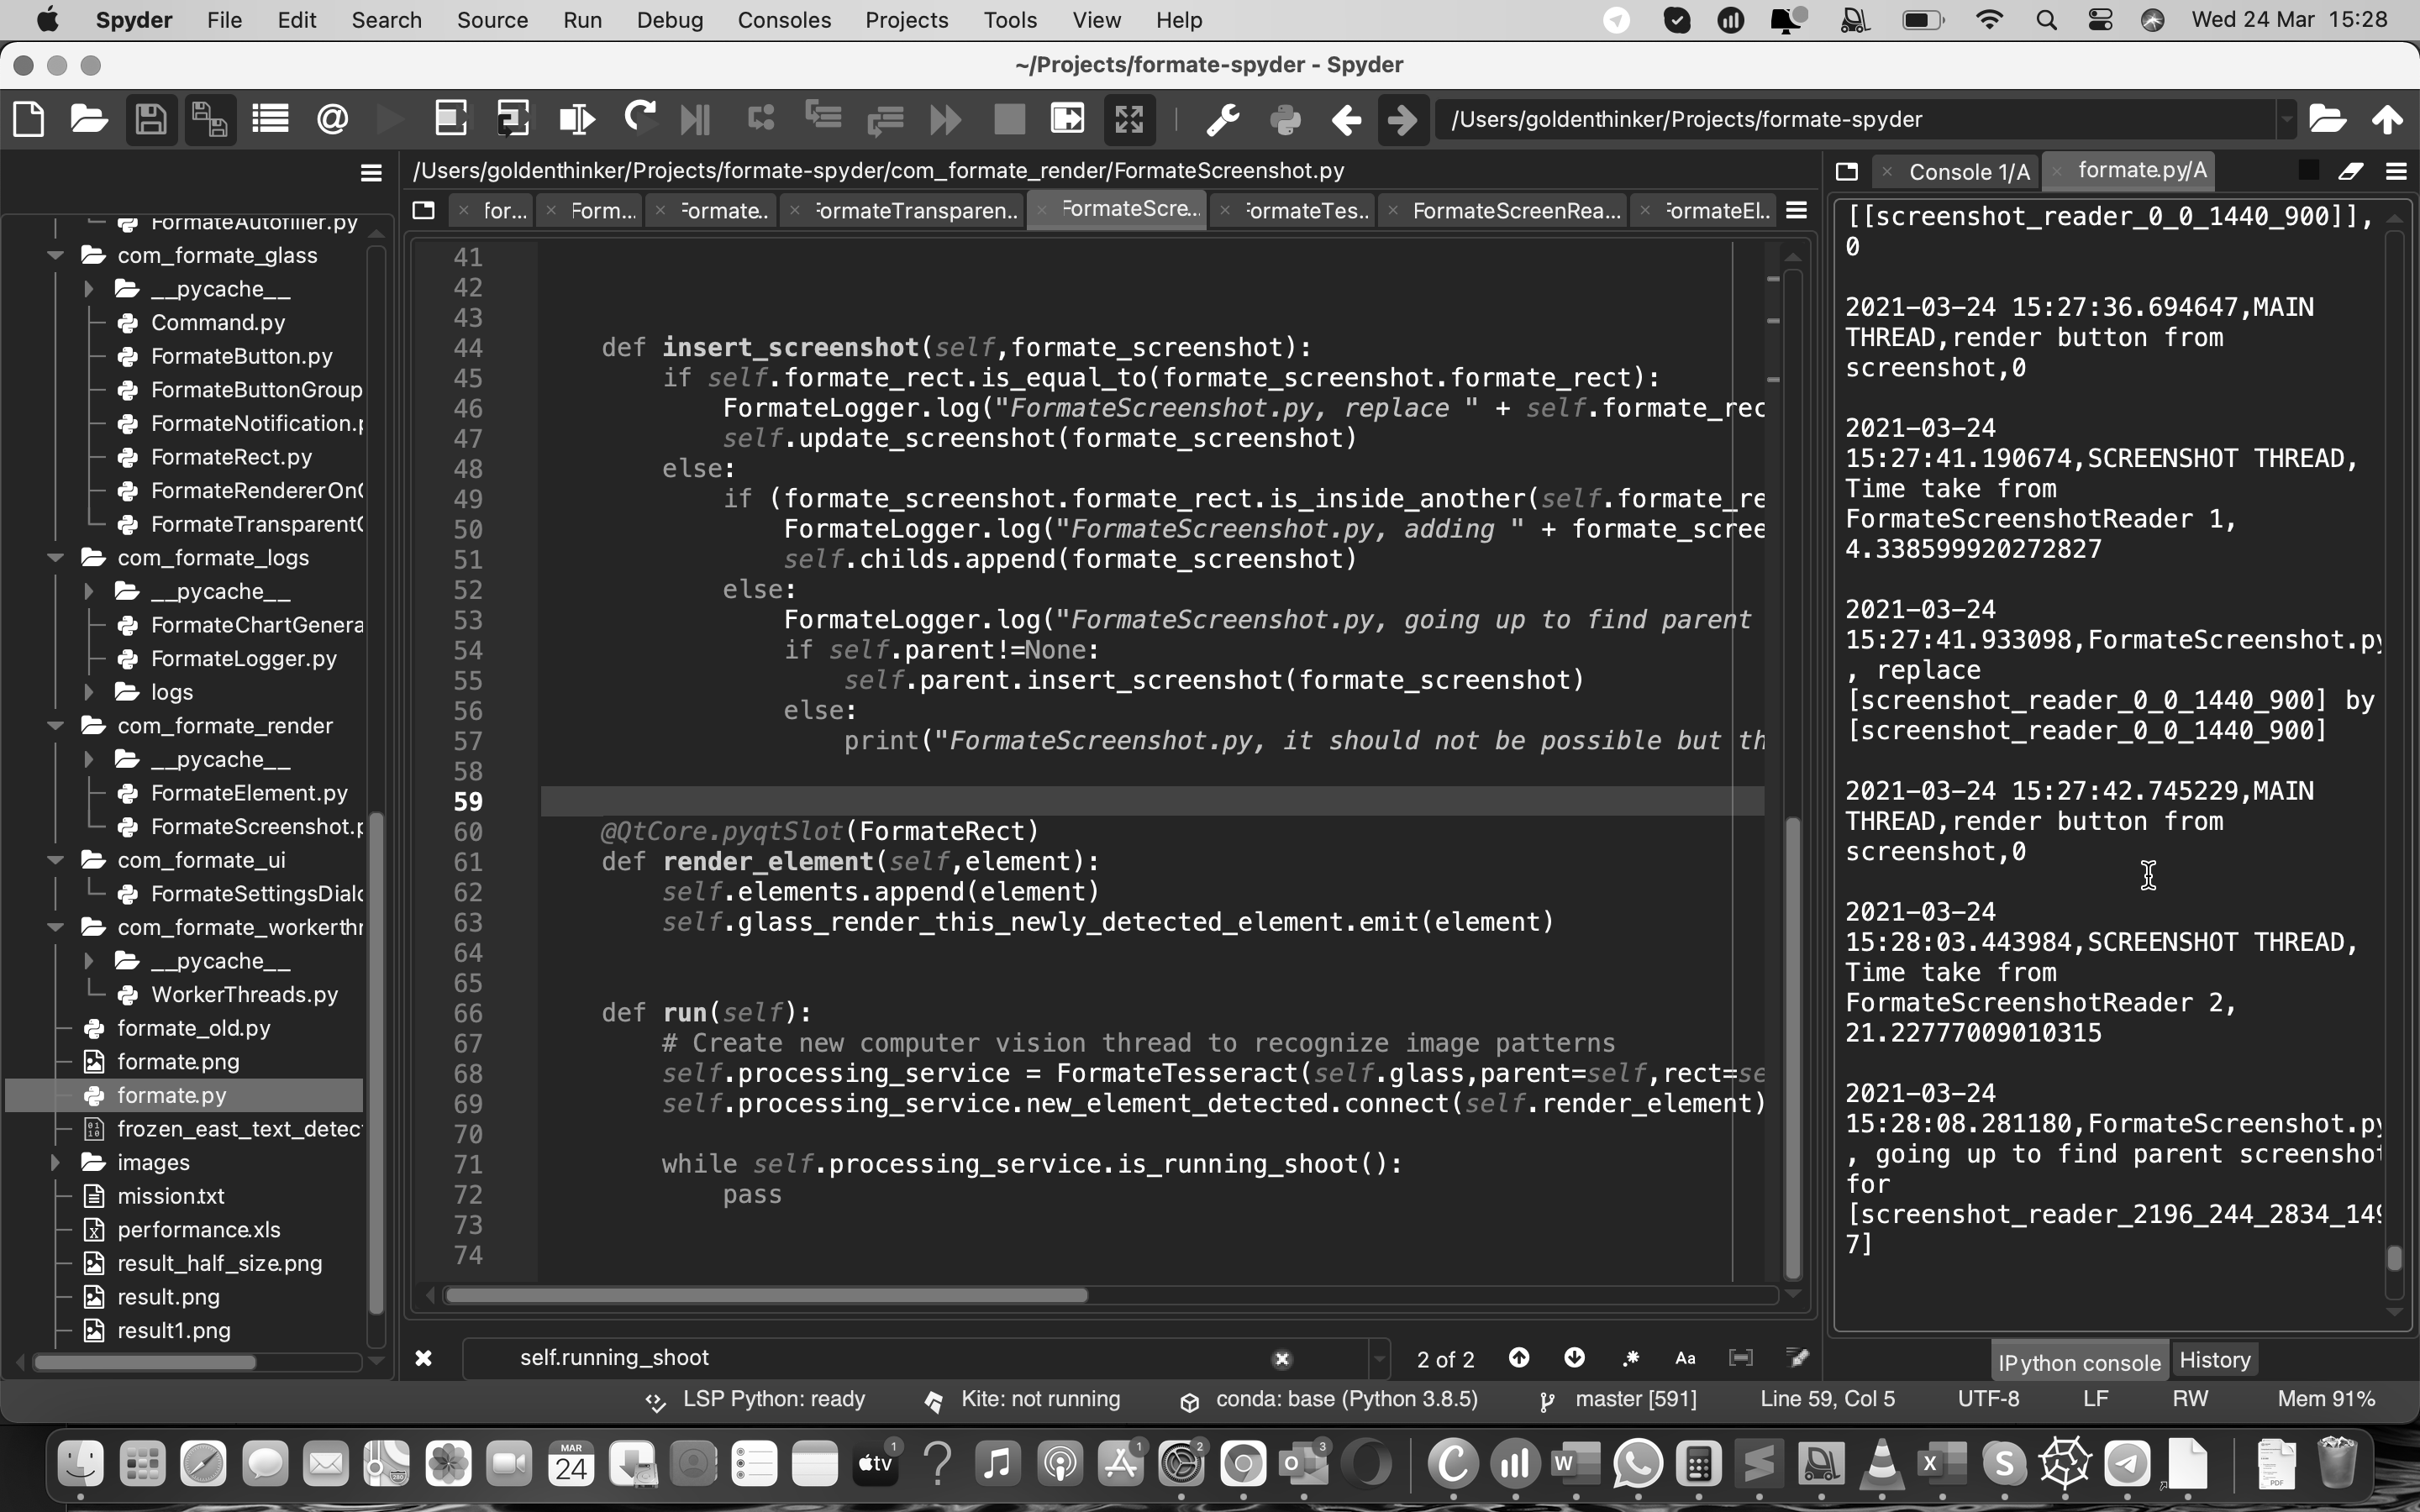 Spyder File Edit Search Source Run Debug Consoles Projects Tools View Help Wed 24 Mar 15:28
~/Projects/formate-spyder - Spyder
/Users/goldenthinker/Projects/formate-spyder
/Users/goldenthinker/Projects/formate-spyder/com_formate_render/FormateScreenshot.py
for... Form... Formate.. FormateTransparen.. FormateScre... FormateTes.. FormateScreenRea... FormateEl..
FormateAutofiller.py
com_formate_glass
__pycache__
Command.py
FormateButton.py
FormateButtonGroup
FormateNotification.p
FormateRect.py
FormateRendererOn
FormateTransparent
com_formate_logs
__pycache__
FormateChartGenera
FormateLogger.py
logs
com_formate_render
__pycache__
FormateElement.py
FormateScreenshot.p
com_formate_ui
FormateSettingsDialo
com_formate_workerthr
__pycache__
WorkerThreads.py
formate_old.py
formate.png
formate.py
frozen_east_text_detec
images
mission.txt
performance.xls
result_half_size.png
result.png
result1.png
41
42
43
44 def insert_screenshot(self,formate_screenshot):
45 if self.formate_rect.is_equal_to(formate_screenshot.formate_rect):
46 FormateLogger.log("FormateScreenshot.py, replace " + self.formate_rec
47 self.update_screenshot(formate_screenshot)
48 else:
49 if (formate_screenshot.formate_rect.is_inside_another(self.formate_re
50 FormateLogger.log("FormateScreenshot.py, adding " + formate_scree
51 self.childs.append(formate_screenshot)
52 else:
53 FormateLogger.log("FormateScreenshot.py, going up to find parent
54 if self.parent!=None:
55 self.parent.insert_screenshot(formate_screenshot)
56 else:
57 print("FormateScreenshot.py, it should not be possible but th
58
59
60 @QtCore.pyqtSlot(FormateRect)
61 def render_element(self,element):
62 self.elements.append(element)
63 self.glass_render_this_newly_detected_element.emit(element)
64
65
66 def run(self):
67 # Create new computer vision thread to recognize image patterns
68 self.processing_service = FormateTesseract(self.glass,parent=self,rect=se
69 self.processing_service.new_element_detected.connect(self.render_element)
70
71 while self.processing_service.is_running_shoot():
72 pass
73
74
self.running_shoot 2 of 2 .* Aa
Console 1/A formate.py/A
[[screenshot_reader_0_0_1440_900]],
0
2021-03-24 15:27:36.694647,MAIN
THREAD,render button from
screenshot,0
2021-03-24
15:27:41.190674,SCREENSHOT THREAD,
Time take from
FormateScreenshotReader 1,
4.338599920272827
2021-03-24
15:27:41.933098,FormateScreenshot.py
, replace
[screenshot_reader_0_0_1440_900] by
[screenshot_reader_0_0_1440_900]
2021-03-24 15:27:42.745229,MAIN
THREAD,render button from
screenshot,0
2021-03-24
15:28:03.443984,SCREENSHOT THREAD,
Time take from
FormateScreenshotReader 2,
21.22777009010315
2021-03-24
15:28:08.281180,FormateScreenshot.py
, going up to find parent screenshot
for
[screenshot_reader_2196_244_2834_149
7]
IPython console History
LSP Python: ready Kite: not running conda: base (Python 3.8.5) master [591] Line 59, Col 5 UTF-8 LF RW Mem 91%
MAR
24
tv
1
1
2
3
W
X
S
PDF